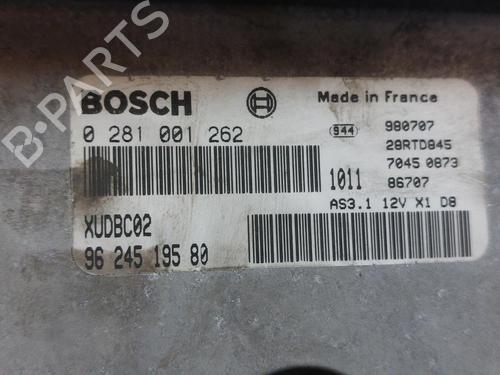 B-PARTS
BOSCH
Made in France
0 281 001 262
944
980707
28RTD845
7045 0873
1011
86707
AS3.1 12V X1 D8
XUDBC02
96 245 195 80